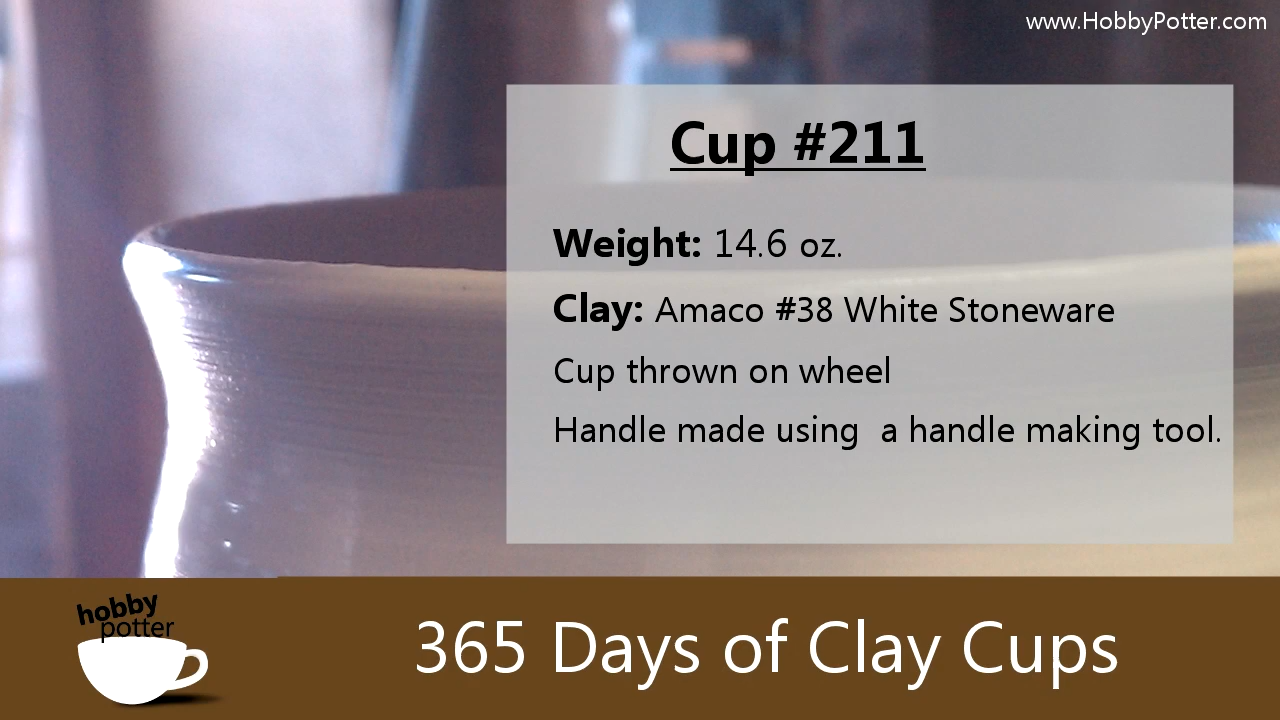 www.HobbyPotter.com
Cup #211
Weight: 14.6 oz.
Clay: Amaco #38 White Stoneware
Cup thrown on wheel
Handle made using  a handle making tool.
hobby
potter
365 Days of Clay Cups